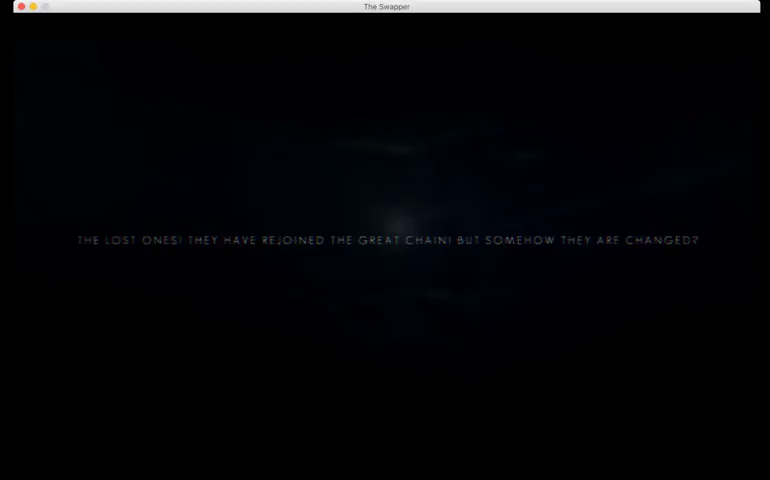 The Swapper
THE LOST ONES! THEY HAVE REJOINED THE GREAT CHAIN! BUT SOMEHOW THEY ARE CHANGED?